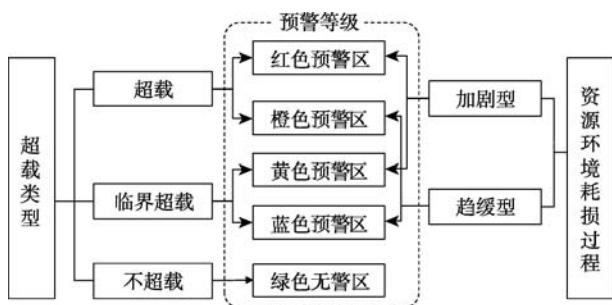 预警等级
超载类型
超载
临界超载
不超载
红色预警区
橙色预警区
黄色预警区
蓝色预警区
绿色无警区
加剧型
趋缓型
资源环境耗损过程